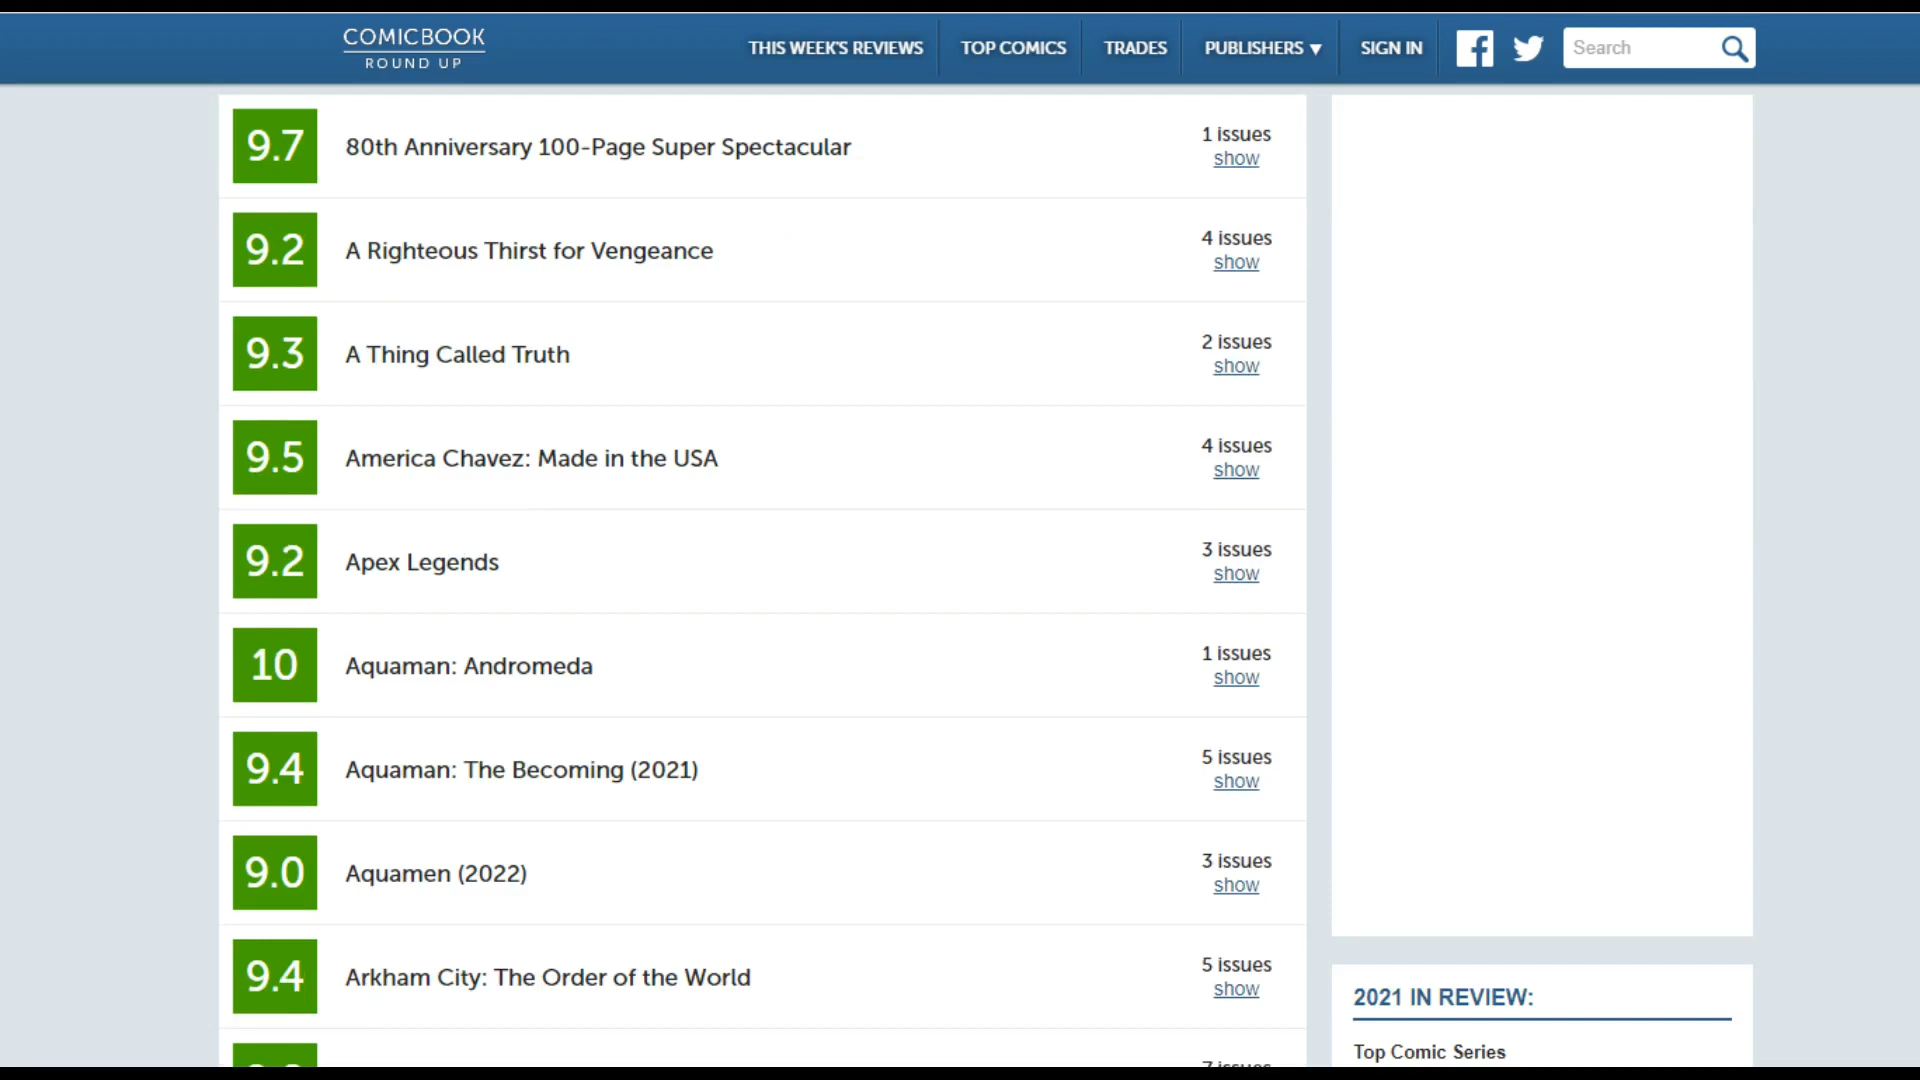 COMICBOOK
ROUND UP
THIS WEEK'S REVIEWS
TOP COMICS
TRADES
PUBLISHERS ▼
SIGN IN
Search
9.7
80th Anniversary 100-Page Super Spectacular
1 issues
show
9.2
A Righteous Thirst for Vengeance
4 issues
show
9.3
A Thing Called Truth
2 issues
show
9.5
America Chavez: Made in the USA
4 issues
show
9.2
Apex Legends
3 issues
show
10
Aquaman: Andromeda
1 issues
show
9.4
Aquaman: The Becoming (2021)
5 issues
show
9.0
Aquamen (2022)
3 issues
show
9.4
Arkham City: The Order of the World
5 issues
show
2021 IN REVIEW:
Top Comic Series